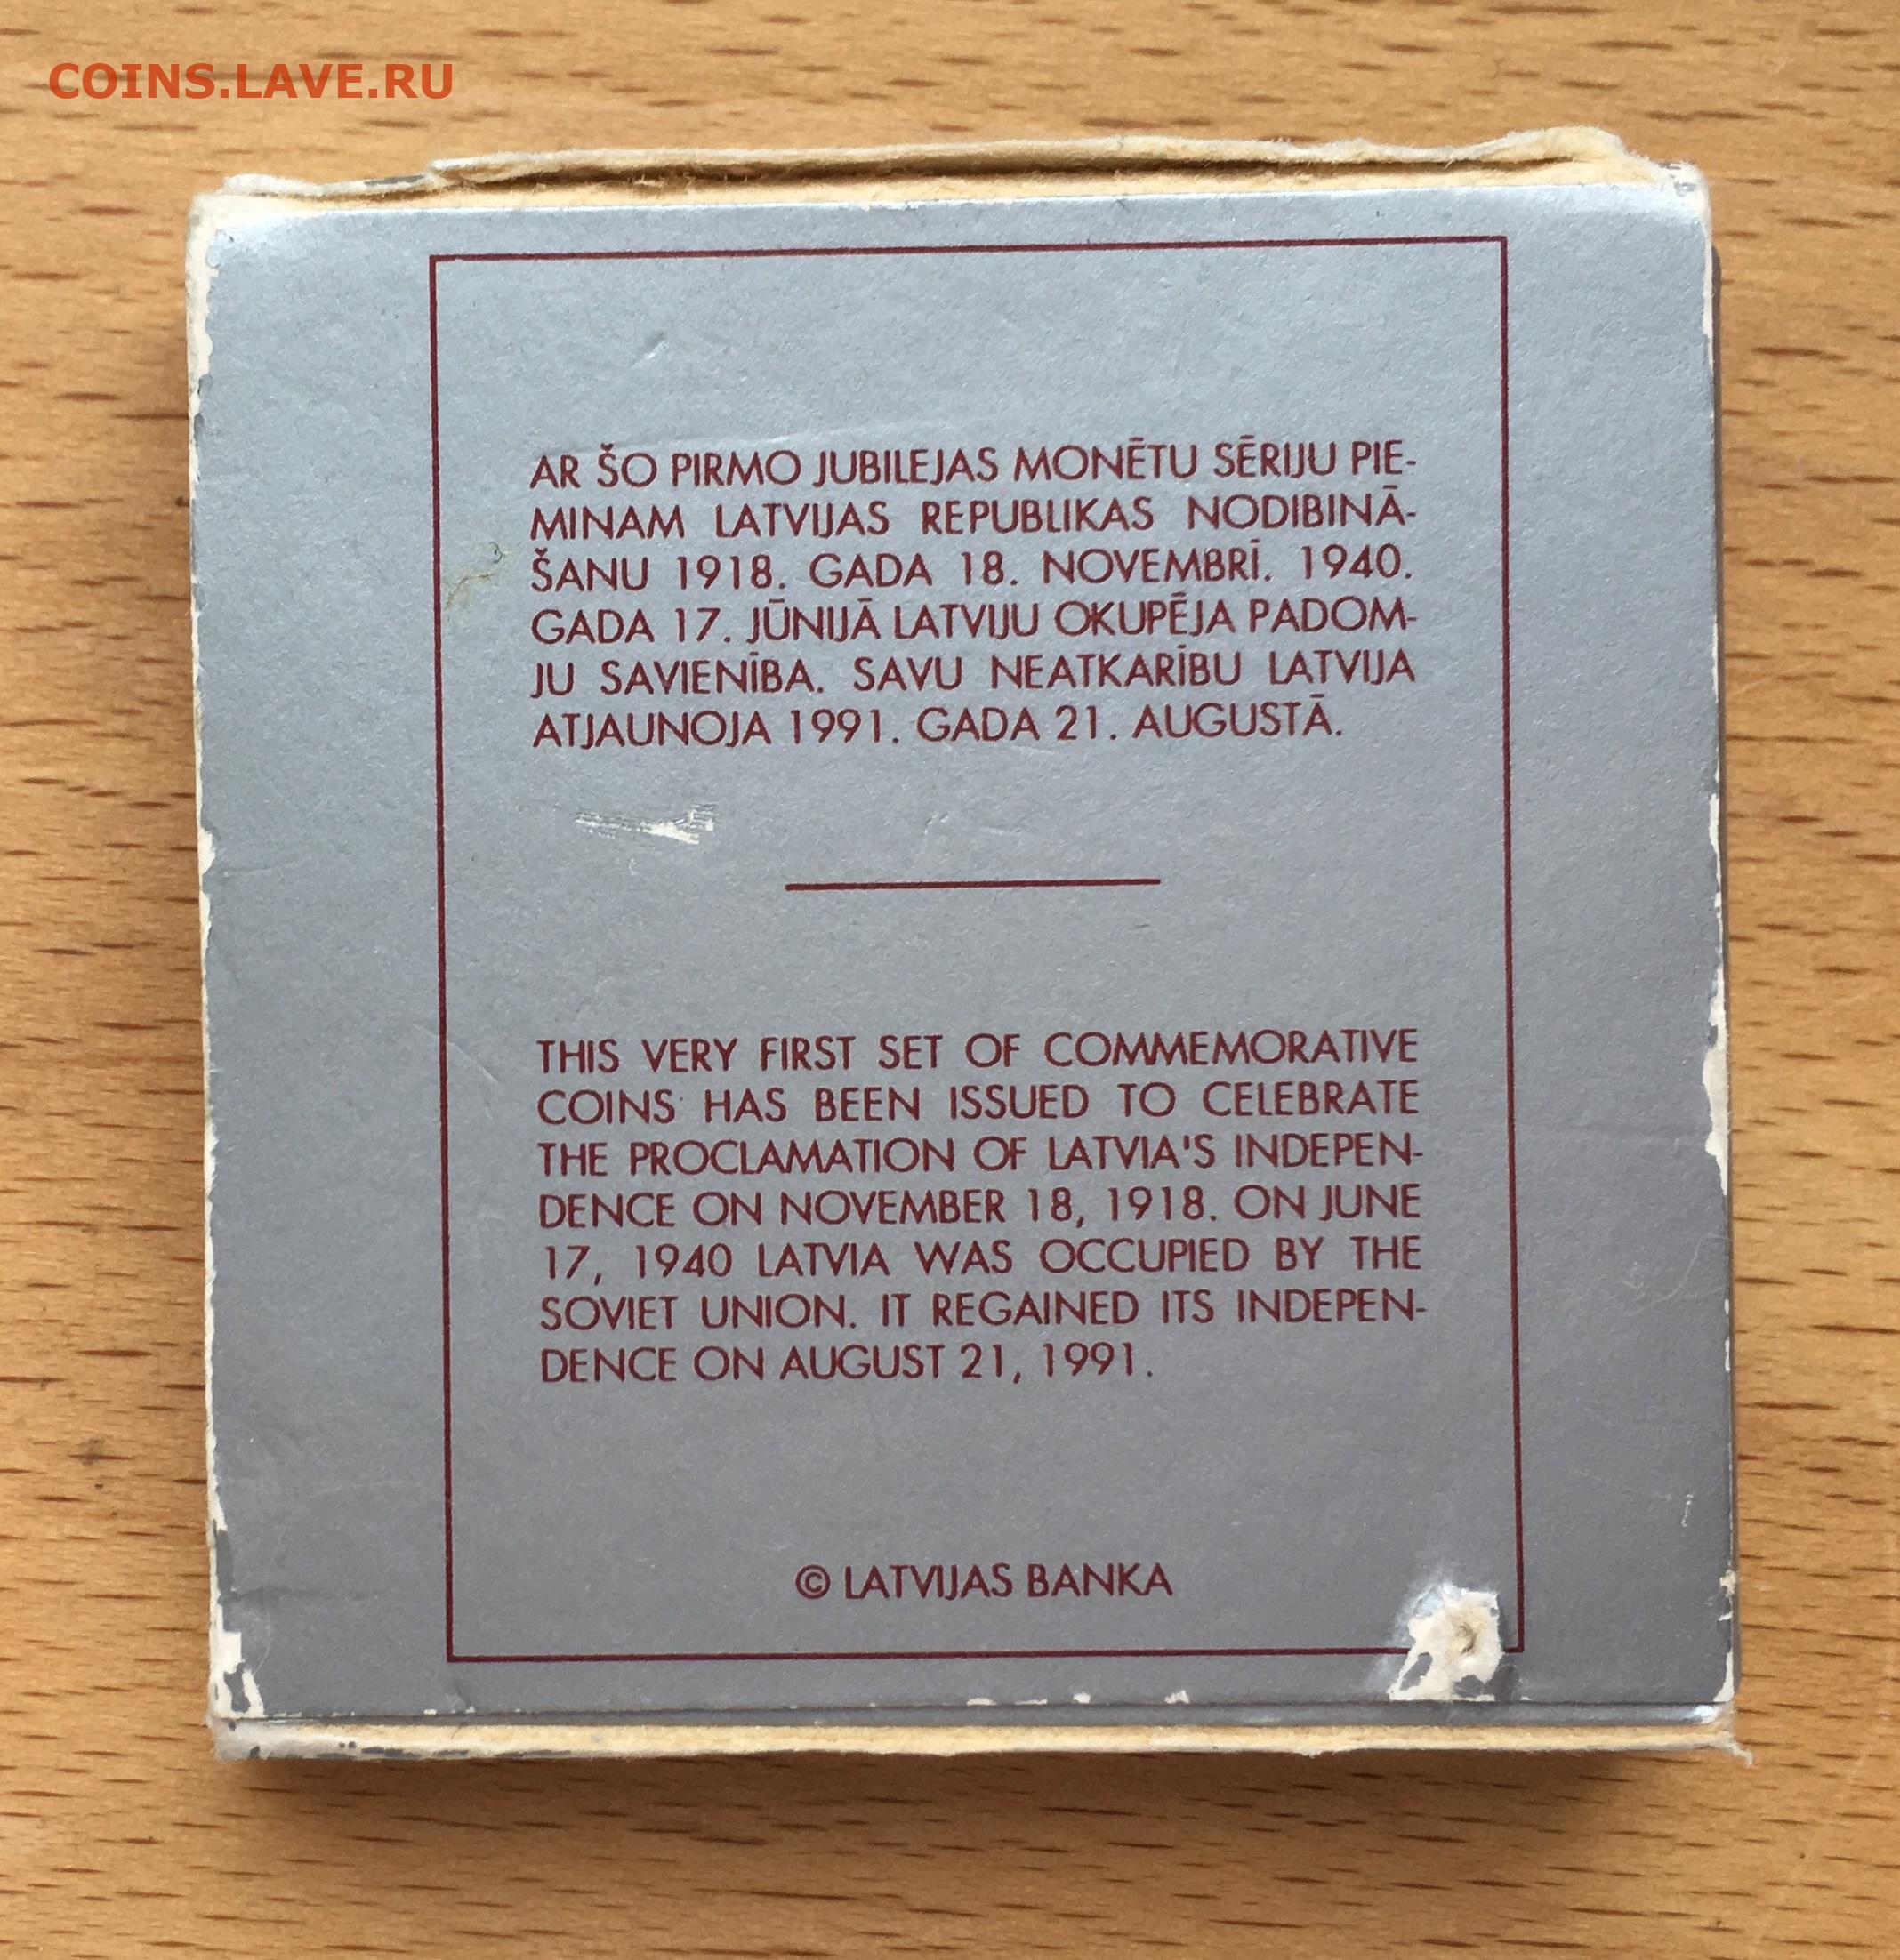 COINS.LAVE.RU
AR ŠO PIRMO JUBILEJAS MONĒTU SĒRIJU PIE-
MINAM LATVIJAS REPUBLIKAS NODIBINĀ-
ŠANU 1918. GADA 18. NOVEMBRĪ. 1940.
GADA 17. JŪNIJĀ LATVIJU OKUPĒJA PADOM-
JU SAVIENĪBA. SAVU NEATKARĪBU LATVIJA
ATJAUNOJA 1991. GADA 21. AUGUSTĀ.
THIS VERY FIRST SET OF COMMEMORATIVE
COINS HAS BEEN ISSUED TO CELEBRATE
THE PROCLAMATION OF LATVIA'S INDEPEN-
DENCE ON NOVEMBER 18, 1918. ON JUNE
17, 1940 LATVIA WAS OCCUPIED BY THE
SOVIET UNION. IT REGAINED ITS INDEPEN-
DENCE ON AUGUST 21, 1991.
© LATVIJAS BANKA